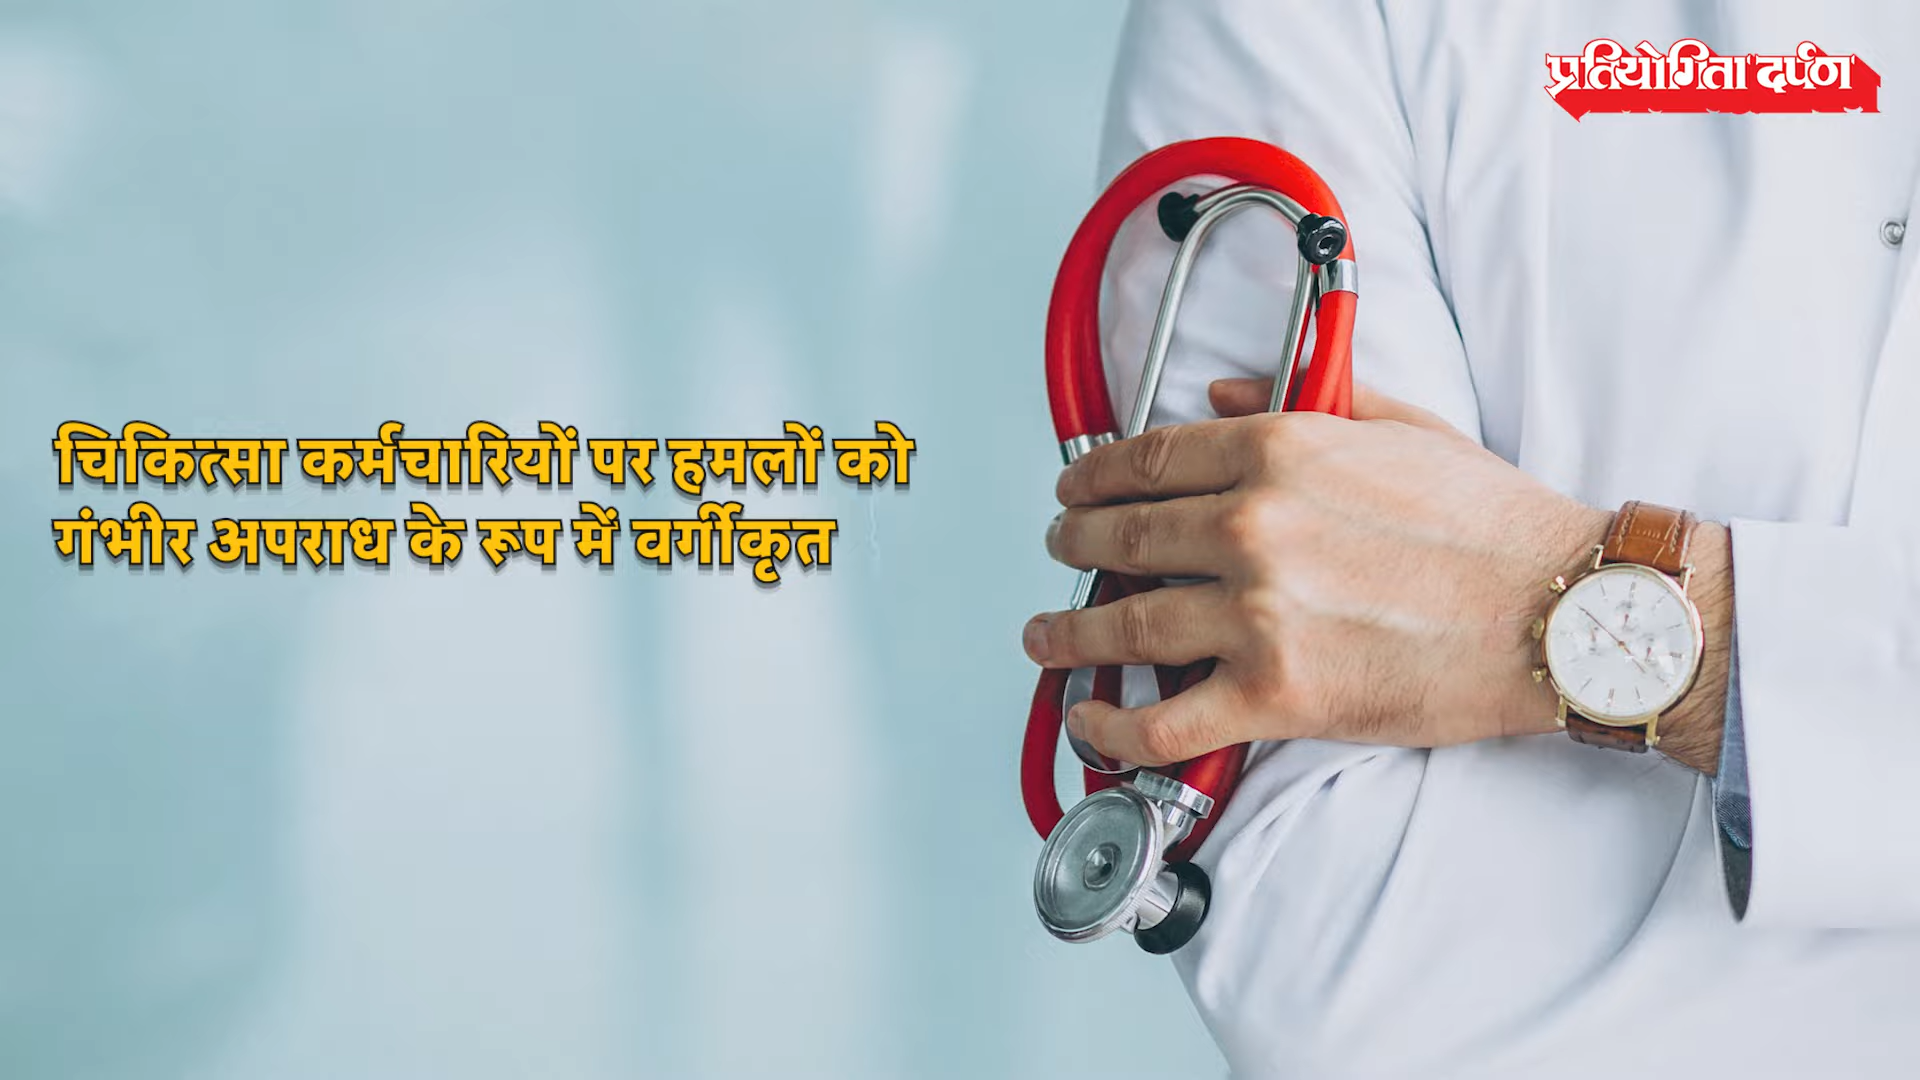 प्रतियोगिता दर्पण
चिकित्सा कर्मचारियों पर हमलों को
गंभीर अपराध के रूप में वर्गीकृत